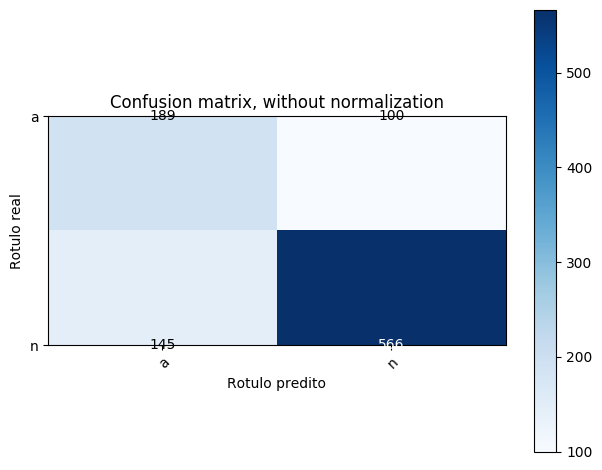 Confusion matrix, without normalization
a
189 100
Rotulo real
n
145 566
a n
Rotulo predito
500
400
300
200
100